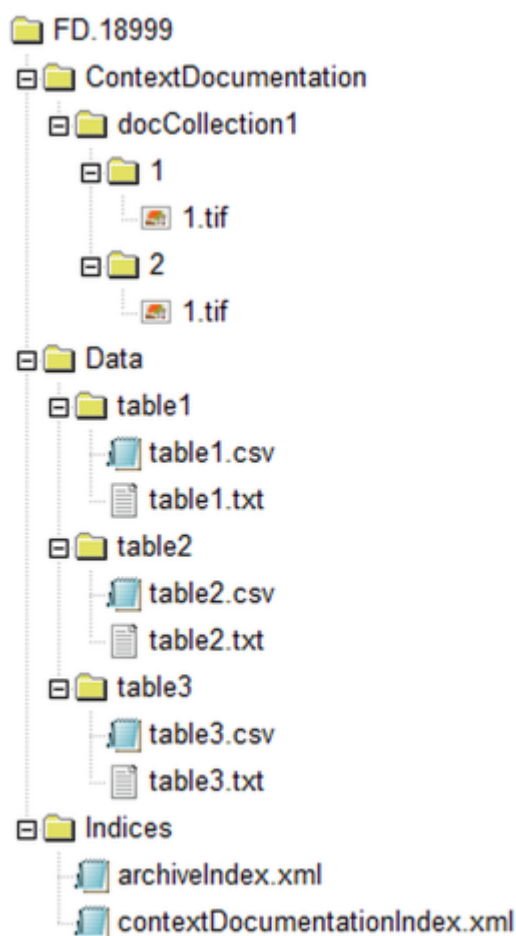 FD.18999
ContextDocumentation
docCollection1
1
1.tif
2
1.tif
Data
table1
table1.csv
table1.txt
table2
table2.csv
table2.txt
table3
table3.csv
table3.txt
Indices
archiveIndex.xml
contextDocumentationIndex.xml